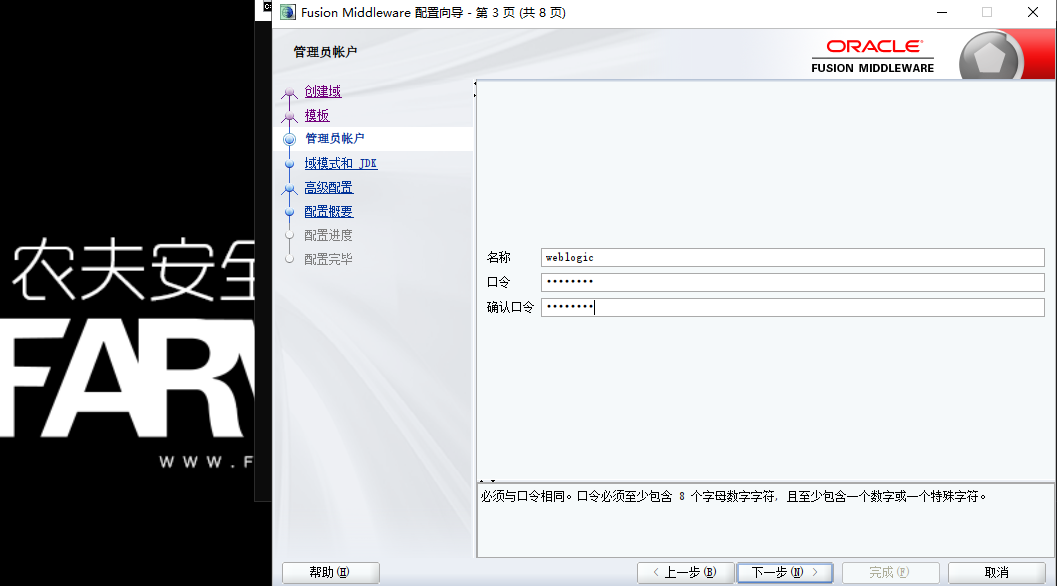 Fusion Middleware 配置向导 - 第 3 页 (共 8 页)
管理员帐户
ORACLE
FUSION MIDDLEWARE
创建域
模板
管理员帐户
域模式和 JDK
高级配置
配置概要
配置进度
配置完毕
名称 weblogic
口令 ••••••••
确认口令 ••••••••
农夫安全
FAR
WWW.F
必须与口令相同。口令必须至少包含 8 个字母数字字符, 且至少包含一个数字或一个特殊字符。
帮助(H)
< 上一步(B)
下一步(N) >
完成(F)
取消